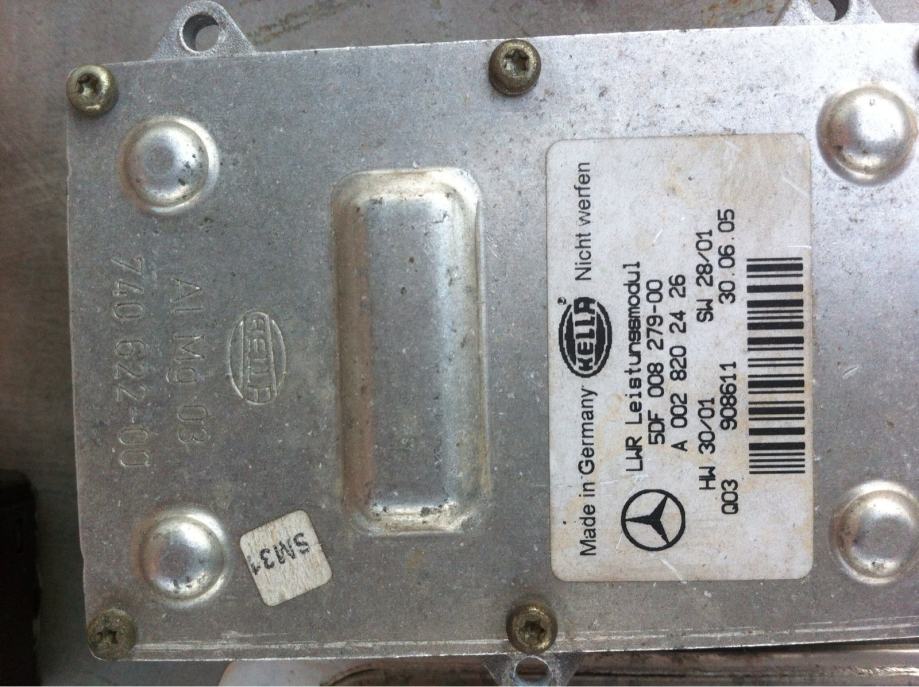 HELLA
Al Mg 03
740 622-00
SM31
Made in Germany HELLA® Nicht werfen
LWR Leistungsmodul
5DF 008 279-00
A 002 820 24 26
HW 30/01 SW 28/01
Q03 908611 30.06.05